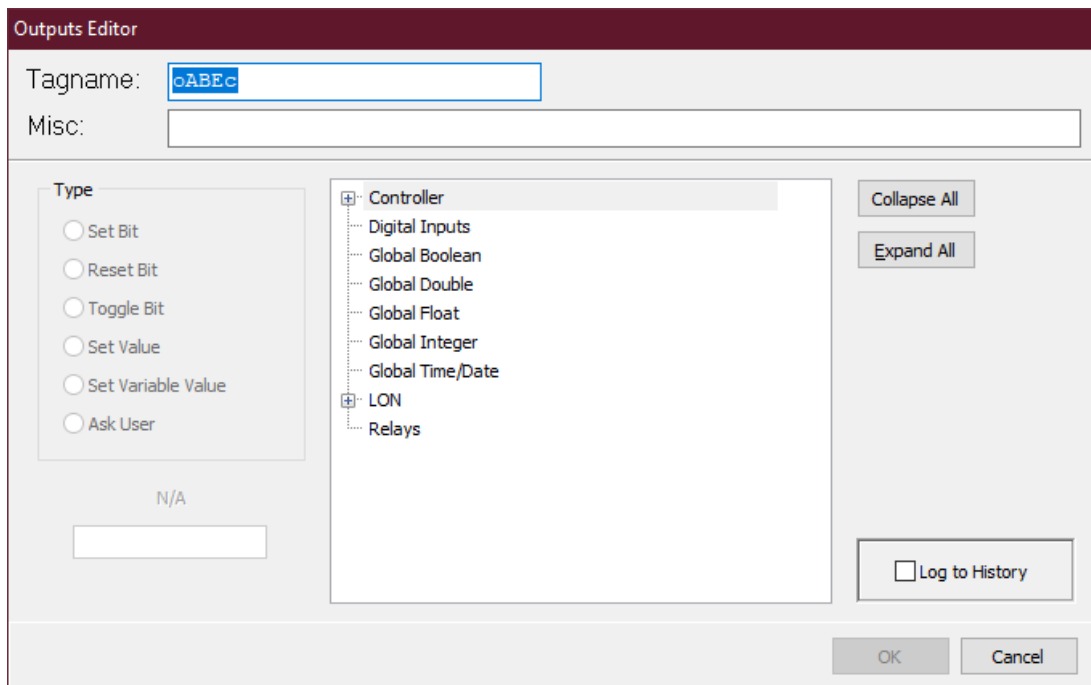 Outputs Editor
Tagname: oABEc
Misc:
Type
Set Bit
Reset Bit
Toggle Bit
Set Value
Set Variable Value
Ask User
N/A
Controller
Digital Inputs
Global Boolean
Global Double
Global Float
Global Integer
Global Time/Date
LON
Relays
Collapse All
Expand All
Log to History
OK Cancel